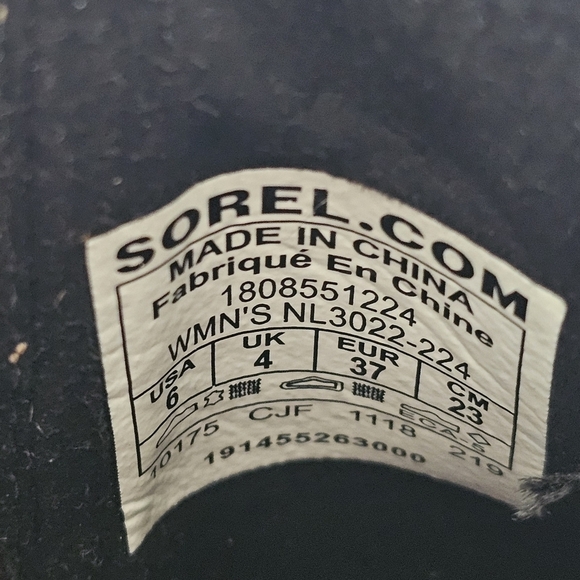 SOREL.COM
MADE IN CHINA
Fabriqué En Chine
1808551224
WMN'S NL3022-224
USA 6 UK 4 EUR 37 CM 23
ECA-S
10175 CJF 1118 219
191455263000